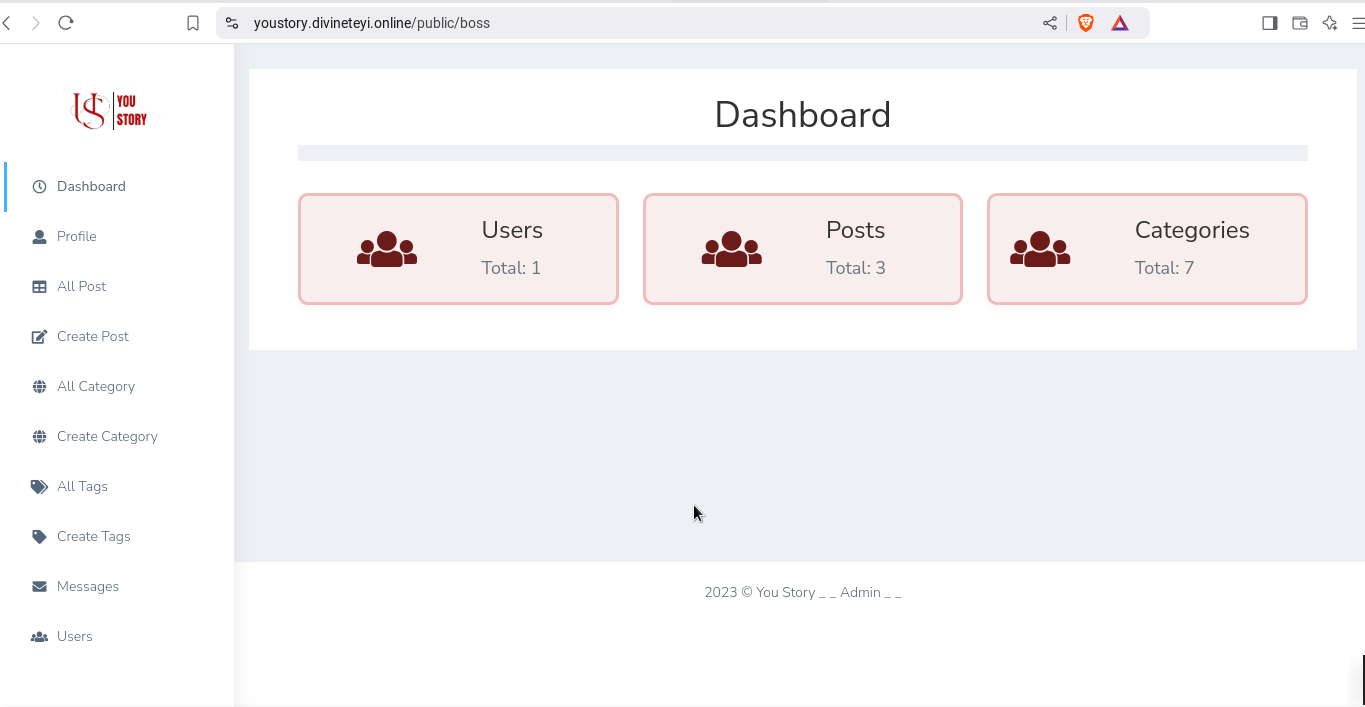 youstory.divineteyi.online/public/boss
US YOU
STORY
Dashboard
Profile
All Post
Create Post
All Category
Create Category
All Tags
Create Tags
Messages
Users
Dashboard
Users
Total: 1
Posts
Total: 3
Categories
Total: 7
2023 © You Story _ _ Admin _ _